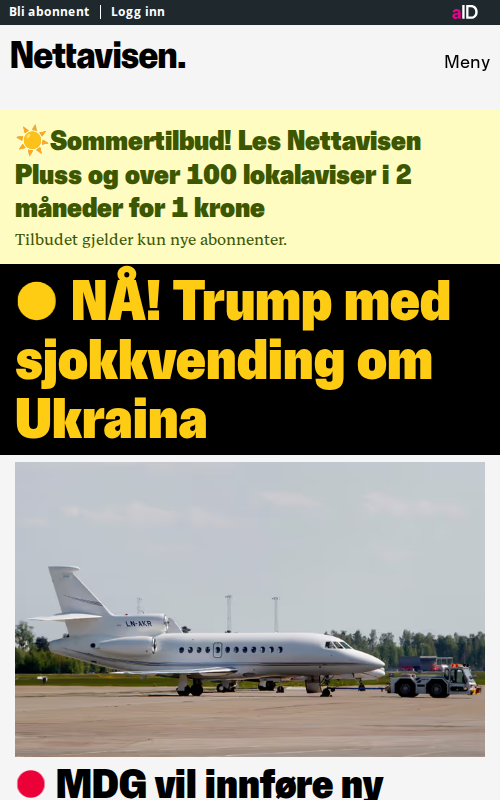 Bli abonnent
Logg inn
aID
Nettavisen.
Meny
Sommertilbud! Les Nettavisen
Pluss og over 100 lokalaviser i 2
måneder for 1 krone
Tilbudet gjelder kun nye abonnenter.
NÅ! Trump med
sjokkvending om
Ukraina
LN-AKR
MDG vil innføre ny